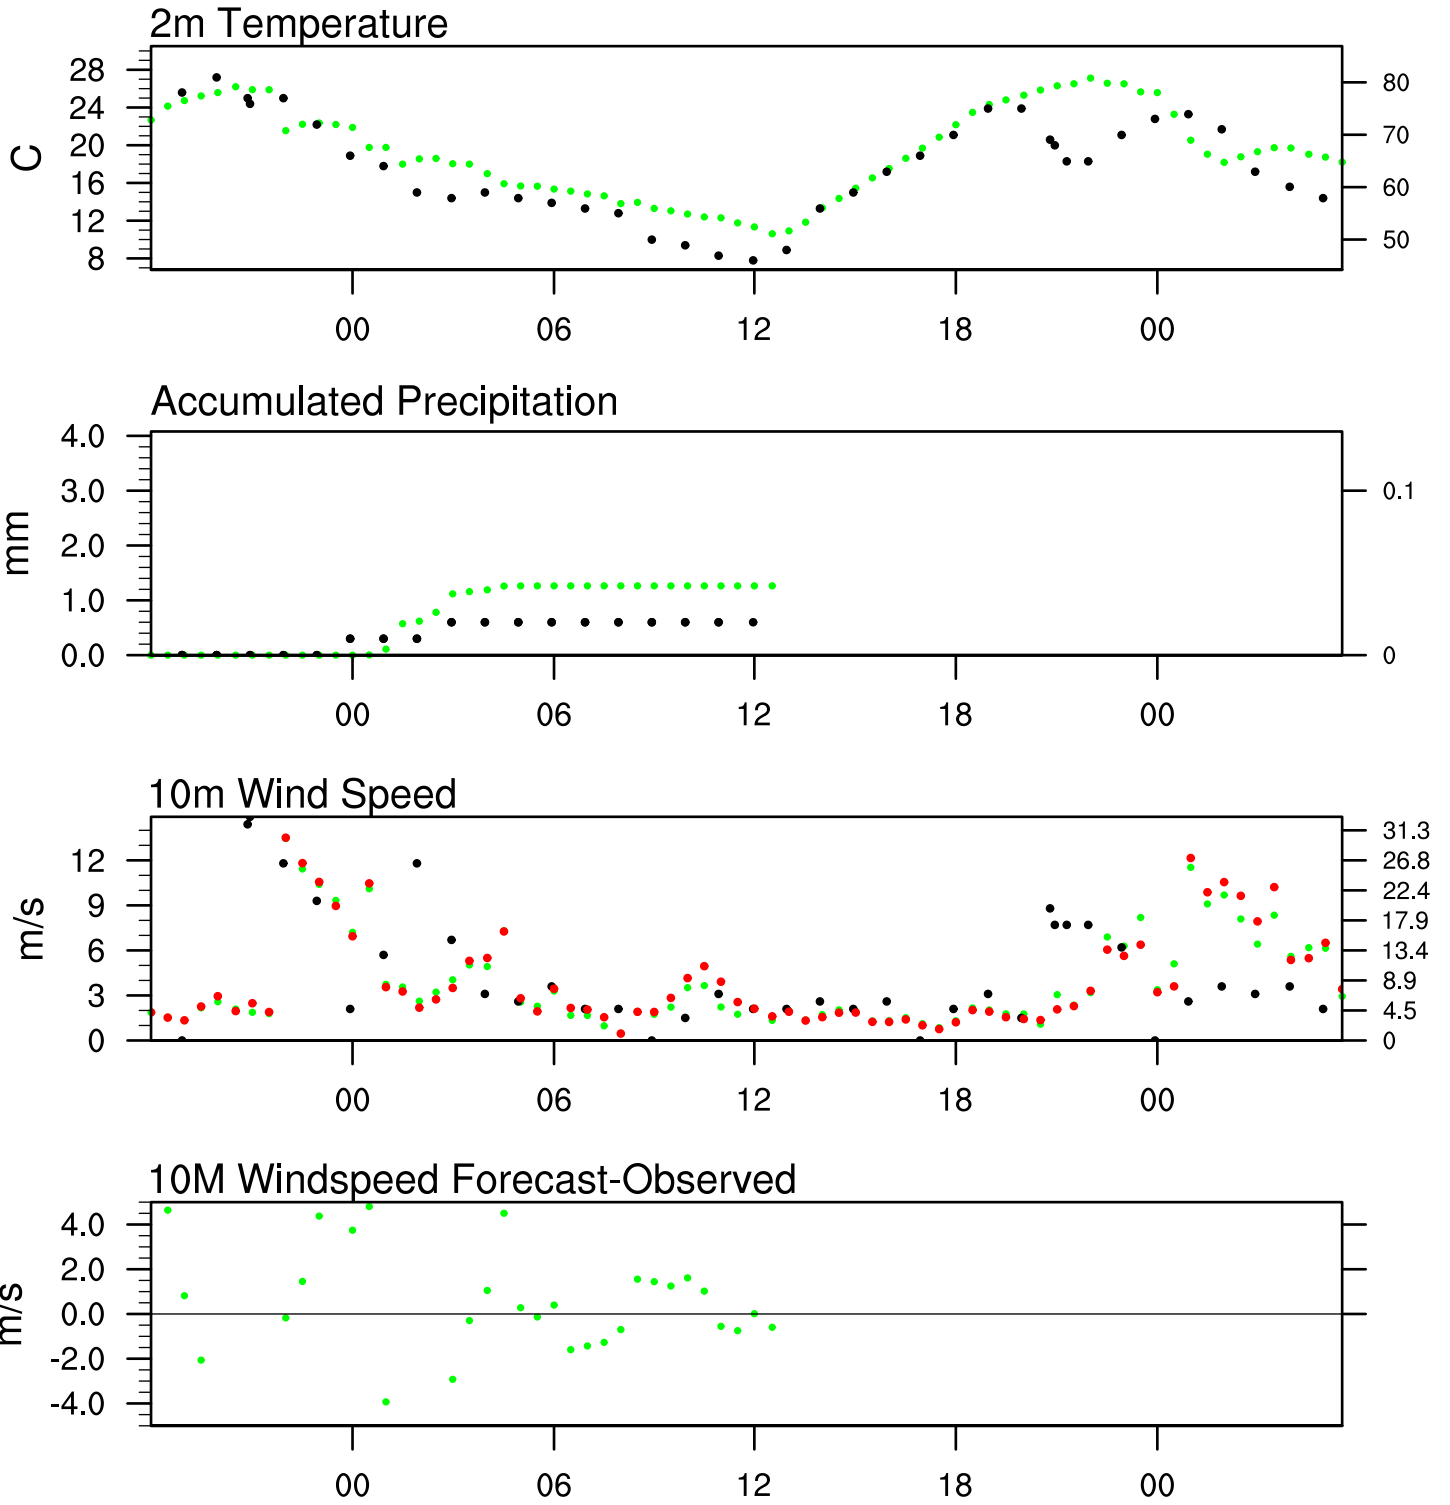 2m Temperature
28
24
20
16
12
8
C
80
70
60
50
00 06 12 18 00
Accumulated Precipitation
4.0
3.0
2.0
1.0
0.0
mm
0.1
0
00 06 12 18 00
10m Wind Speed
12
9
6
3
0
m/s
31.3
26.8
22.4
17.9
13.4
8.9
4.5
0
00 06 12 18 00
10M Windspeed Forecast-Observed
4.0
2.0
0.0
-2.0
-4.0
m/s
00 06 12 18 00